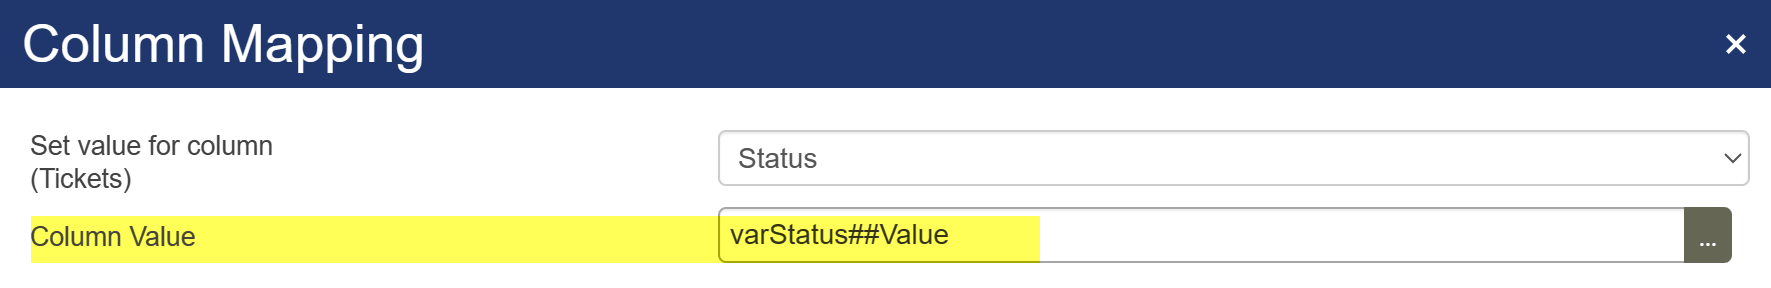 Column Mapping
Set value for column
(Tickets)
Status
Column Value
varStatus##Value
...